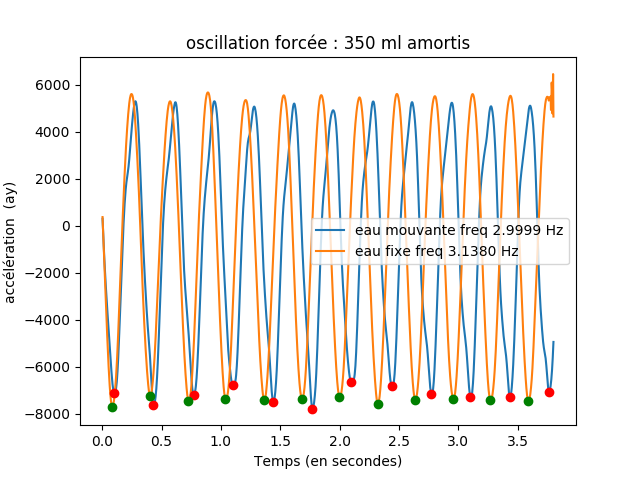 oscillation forcée : 350 ml amortis
accélération  (ay)
6000
4000
2000
0
−2000
−4000
−6000
−8000
eau mouvante freq 2.9999 Hz
eau fixe freq 3.1380 Hz
0.0 0.5 1.0 1.5 2.0 2.5 3.0 3.5
Temps (en secondes)